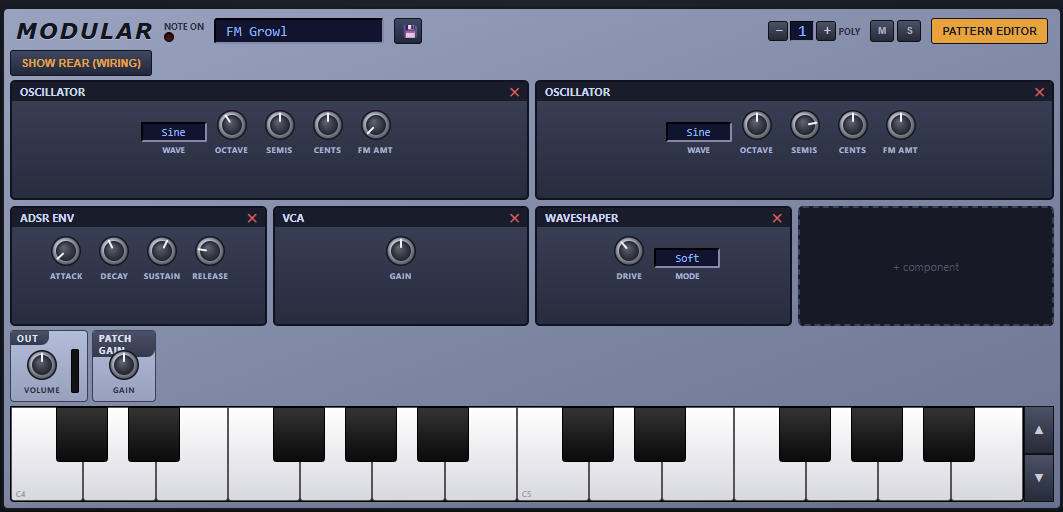 MODULAR
NOTE ON
FM Growl
−
1
+
POLY
M
S
PATTERN EDITOR
SHOW REAR (WIRING)
OSCILLATOR
Sine
WAVE
OCTAVE
SEMIS
CENTS
FM AMT
OSCILLATOR
Sine
WAVE
OCTAVE
SEMIS
CENTS
FM AMT
ADSR ENV
ATTACK
DECAY
SUSTAIN
RELEASE
VCA
GAIN
WAVESHAPER
DRIVE
Soft
MODE
+ component
OUT
VOLUME
PATCH
GAIN
GAIN
C4
C5